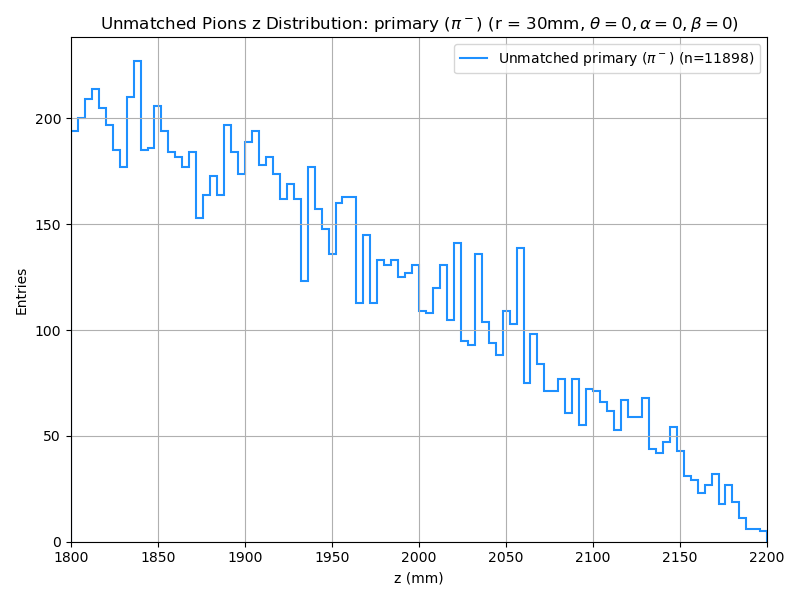 Unmatched Pions z Distribution: primary (π⁻) (r = 30mm, θ = 0, α = 0, β = 0)
Unmatched primary (π⁻) (n=11898)
Entries
200
150
100
50
0
1800 1850 1900 1950 2000 2050 2100 2150 2200
z (mm)